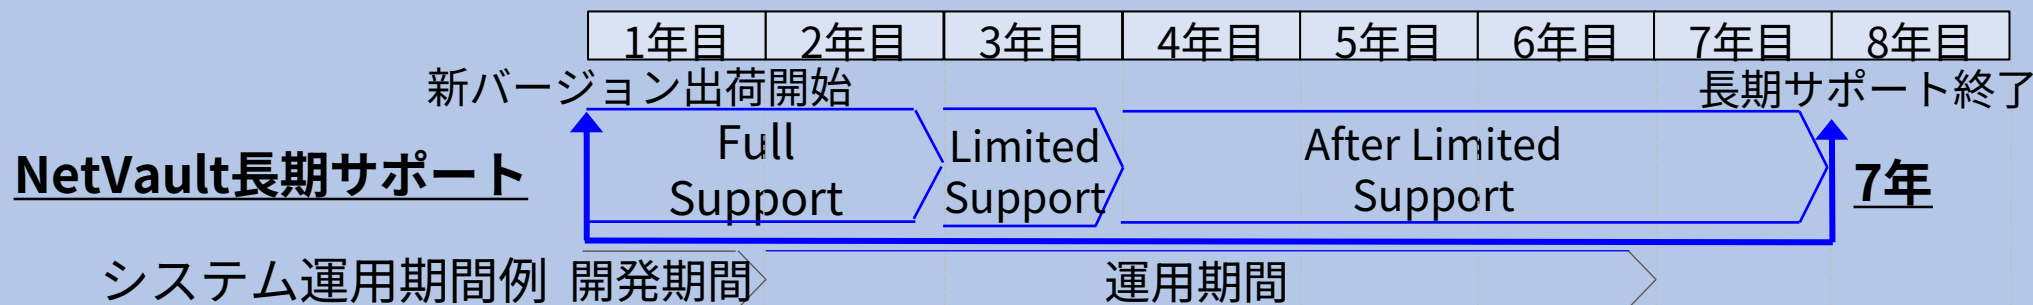 1年目 2年目 3年目 4年目 5年目 6年目 7年目 8年目
新バージョン出荷開始 長期サポート終了
NetVault長期サポート
Full
Support
Limited
Support
After Limited
Support
7年
システム運用期間例 開発期間 運用期間